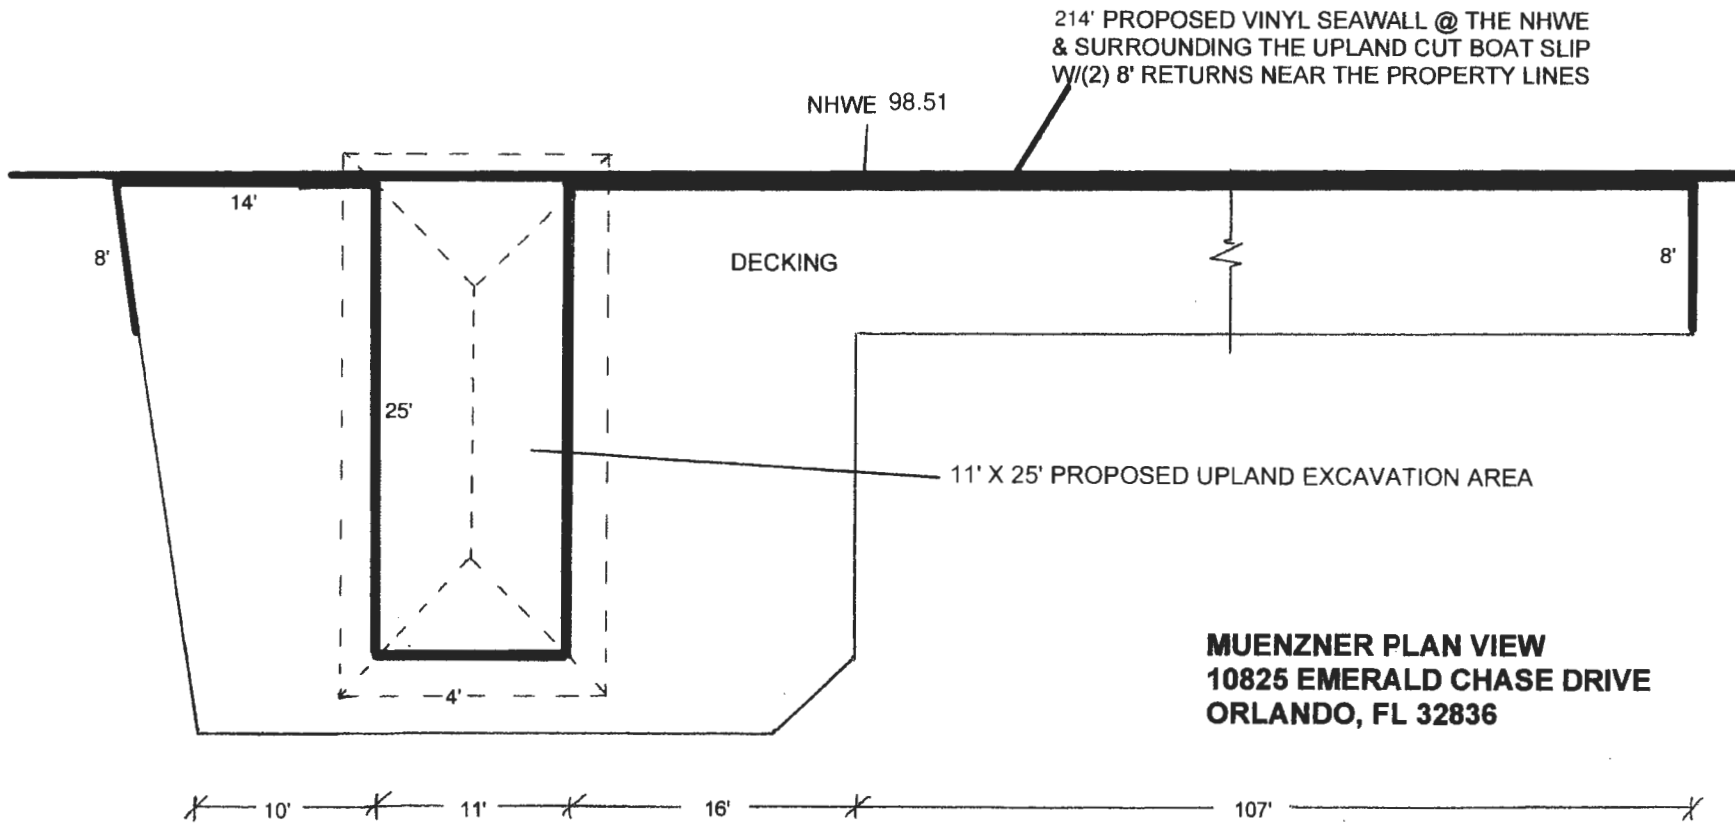 214' PROPOSED VINYL SEAWALL @ THE NHWE
& SURROUNDING THE UPLAND CUT BOAT SLIP
W/(2) 8' RETURNS NEAR THE PROPERTY LINES
NHWE 98.51
14'
8'
DECKING
8'
25'
11' X 25' PROPOSED UPLAND EXCAVATION AREA
4'
MUENZNER PLAN VIEW
10825 EMERALD CHASE DRIVE
ORLANDO, FL 32836
10' 11' 16' 107'